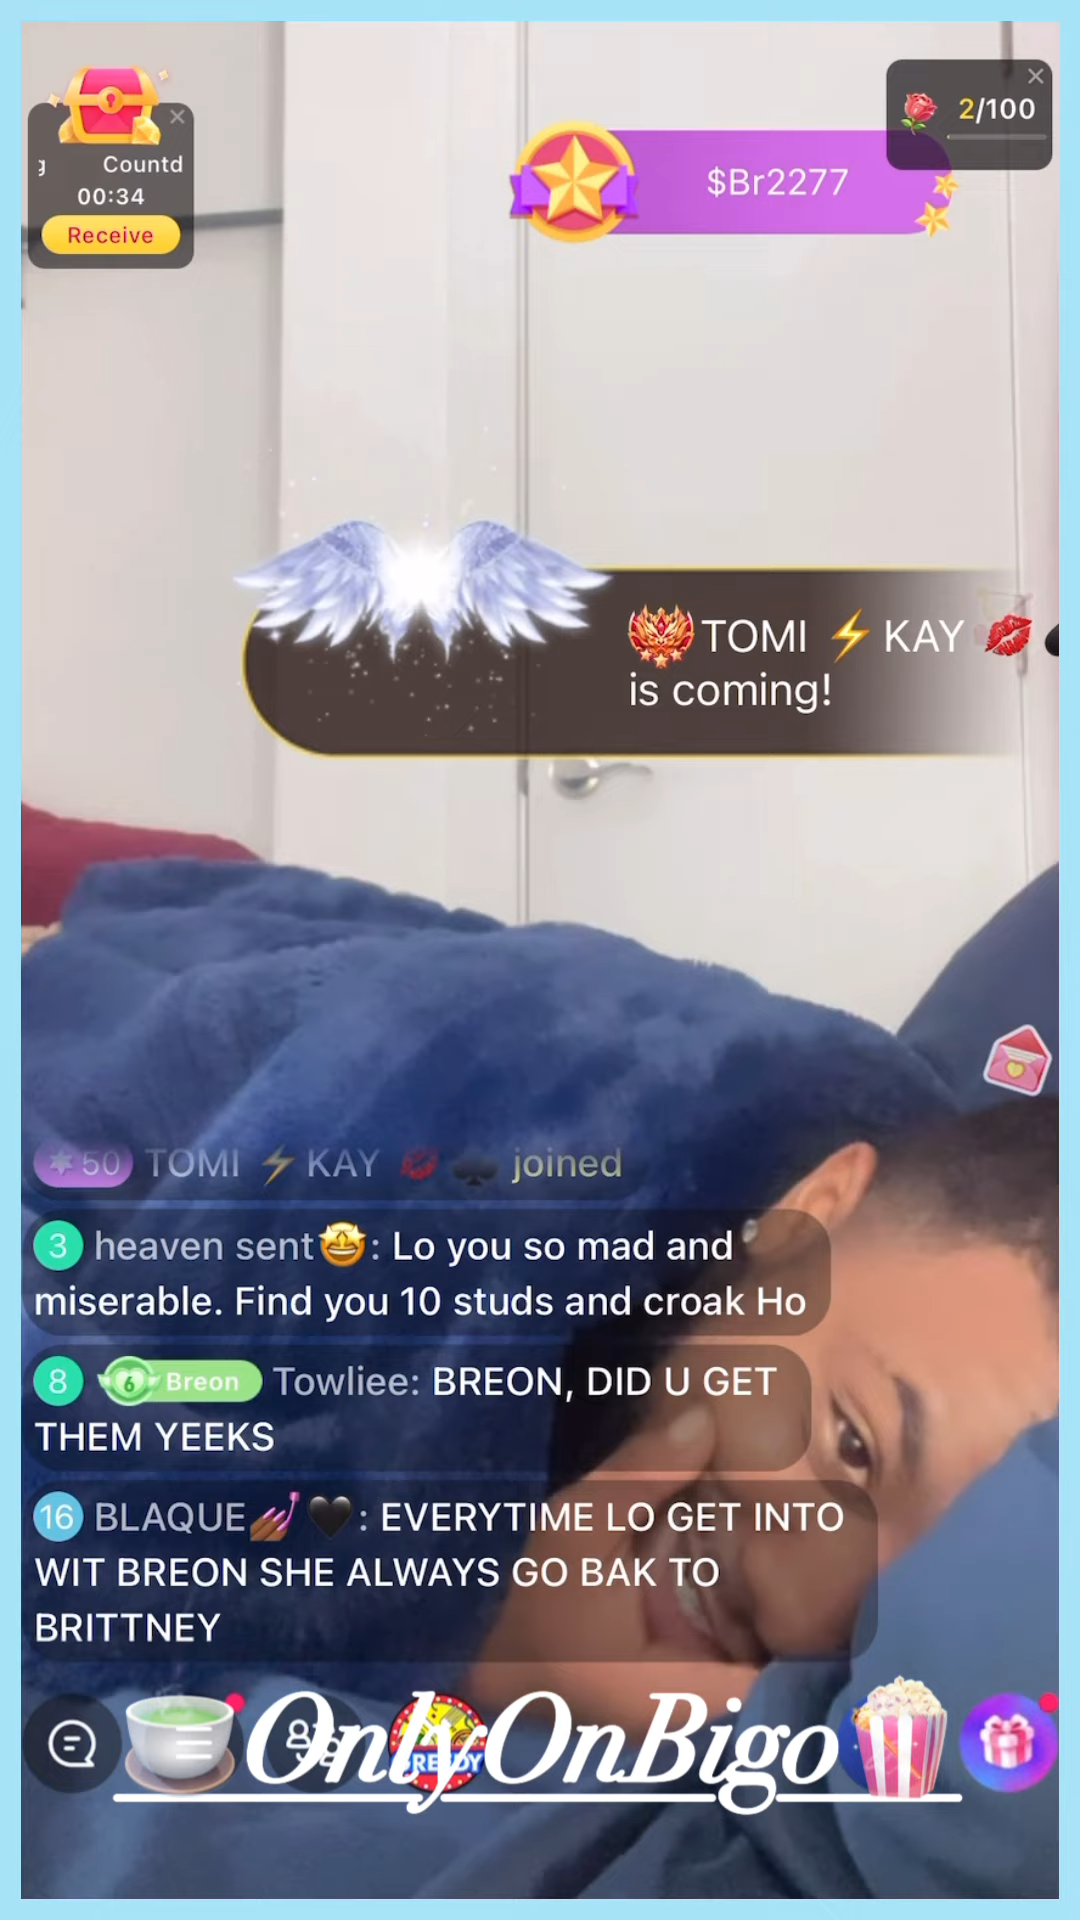 Countd
00:34
Receive
2/100
$Br2277
TOMI ⚡ KAY 💋
is coming!
50 TOMI ⚡ KAY 💋 ♠ joined
3 heaven sent🤩: Lo you so mad and
miserable. Find you 10 studs and croak Ho
8 6 Breon Towliee: BREON, DID U GET
THEM YEEKS
16 BLAQUE💅🏾🖤: EVERYTIME LO GET INTO
WIT BREON SHE ALWAYS GO BAK TO
BRITTNEY
OnlyOnBigo